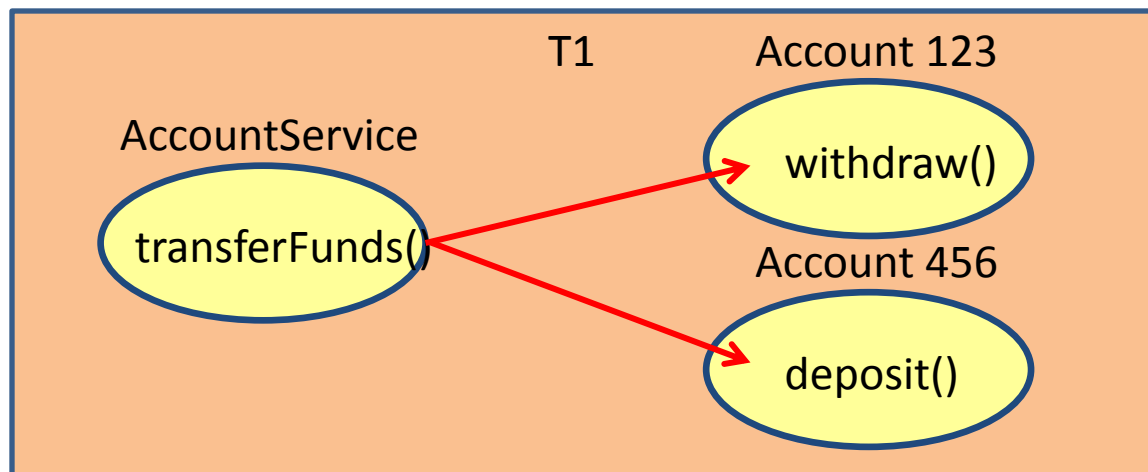 T1
AccountService
transferFunds()
Account 123
withdraw()
Account 456
deposit()